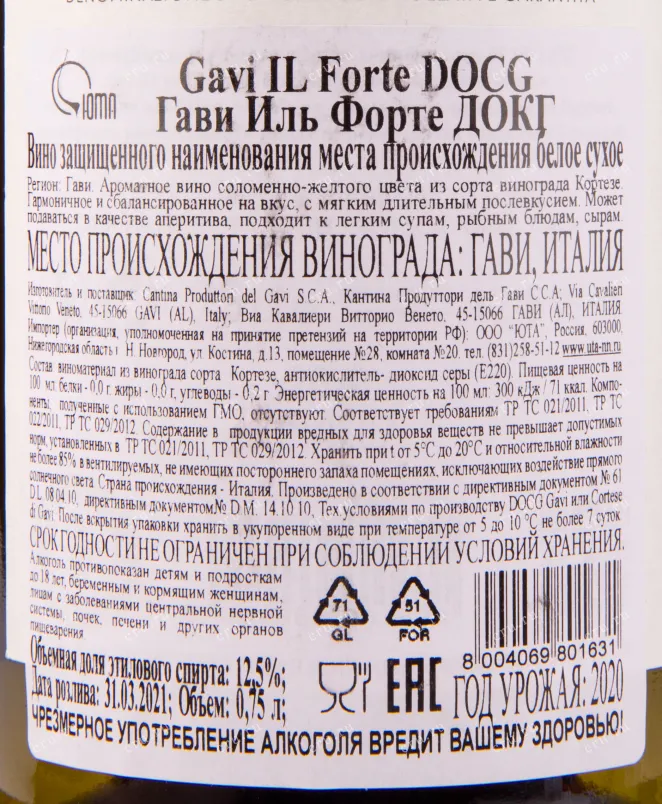 Gavi IL Forte DOCG
ЮТА
Гави Иль Форте ДОКГ
Вино защищенного наименования места происхождения белое сухое
Регион: Гави. Ароматное вино соломенно-желтого цвета из сорта винограда Кортезе.
Гармоничное и сбалансированное на вкус, с мягким длительным послевкусием. Может
подаваться в качестве аперитива, подходит к легким супам, рыбным блюдам, сырам.
МЕСТО ПРОИСХОЖДЕНИЯ ВИНОГРАДА: ГАВИ, ИТАЛИЯ
Изготовитель и поставщик: Cantina Produttori del Gavi S.C.A., Кантина Продуттори дель Гави С.С.А; Via Cavalieri
Vittorio Veneto, 45-15066 GAVI (AL), Italy; Виа Кавалиери Витторио Венето, 45-15066 ГАВИ (АЛ), ИТАЛИЯ.
Импортер (организация, уполномоченная на принятие претензий на территории РФ): ООО "ЮТА", Россия, 603000,
Нижегородская область г. Н. Новгород, ул. Костина, д.13, помещение №28, комната №20. тел. (831)258-51-12 www.uta-nn.ru
Состав: виноматериал из винограда сорта Кортезе, антиокислитель- диоксид серы (Е220). Пищевая ценность на
100 мл: белки - 0,0 г, жиры - 0,0 г, углеводы - 0,2 г. Энергетическая ценность на 100 мл: 300 кДж / 71 ккал. Компо-
ненты, полученные с использованием ГМО, отсутствуют. Соответствует требованиям ТР ТС 021/2011, ТР ТС
022/2011, ТР ТС 029/2012. Содержание в продукции вредных для здоровья веществ не превышает допустимых
норм, установленных в ТР ТС 021/2011, ТР ТС 029/2012. Хранить при t от 5°С до 20°С и относительной влажности
не более 85% в вентилируемых, не имеющих постороннего запаха помещениях, исключающих воздействие прямого
солнечного света. Страна происхождения - Италия. Произведено в соответствии с директивным документом № 61
D.L. 08.04.10, директивным документом№ D.M. 14.10.10, Тех.условиями по производству DOCG Gavi или Cortese
di Gavi. После вскрытия упаковки хранить в укупоренном виде при температуре от 5 до 10 °С не более 7 суток.
СРОК ГОДНОСТИ НЕ ОГРАНИЧЕН ПРИ СОБЛЮДЕНИИ УСЛОВИЙ ХРАНЕНИЯ.
Алкоголь противопоказан детям и подросткам
до 18 лет, беременным и кормящим женщинам,
лицам с заболеваниями центральной нервной
системы, почек, печени и других органов
пищеварения.
71
GL
51
FOR
8 004069 801631
Объемная доля этилового спирта: 12,5%;
Дата розлива: 31.03.2021; Объем: 0,75 л;
EAC
ГОД УРОЖАЯ: 2020
ЧРЕЗМЕРНОЕ УПОТРЕБЛЕНИЕ АЛКОГОЛЯ ВРЕДИТ ВАШЕМУ ЗДОРОВЬЮ!